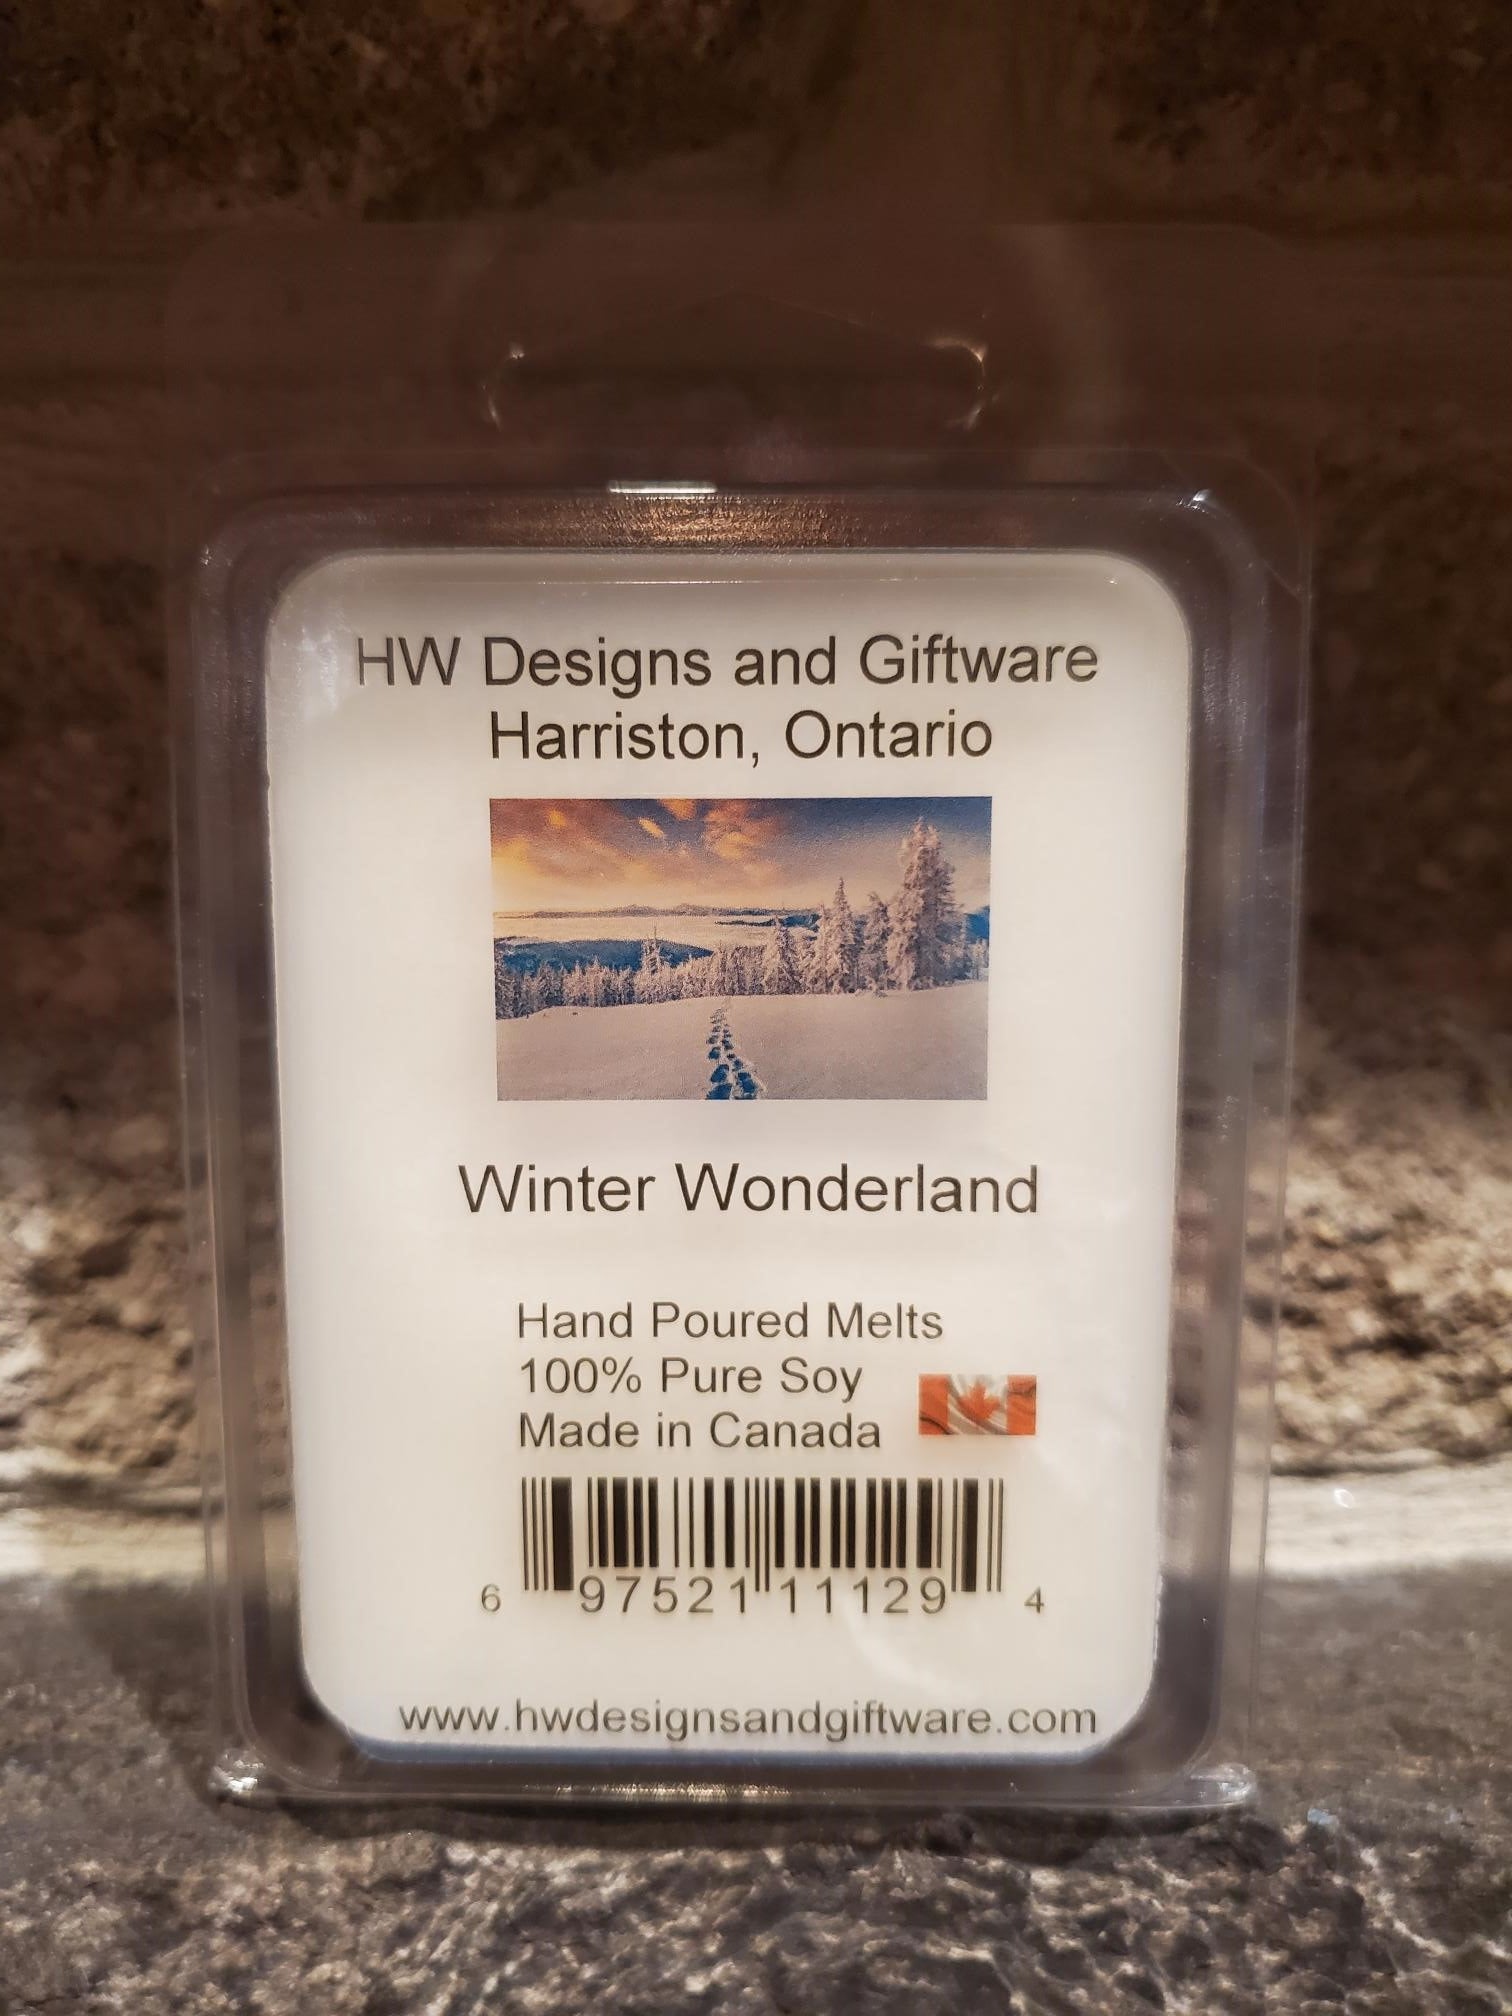 HW Designs and Giftware
Harriston, Ontario
Winter Wonderland
Hand Poured Melts
100% Pure Soy
Made in Canada
6 97521 11129 4
www.hwdesignsandgiftware.com